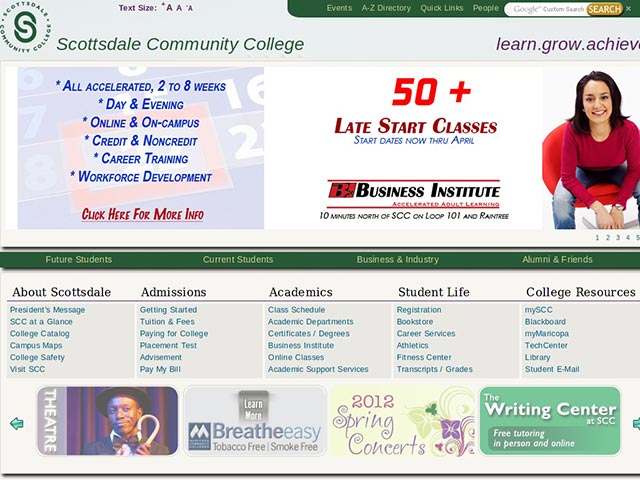 Text Size: +A A -A
Events A-Z Directory Quick Links People Google™ Custom Search SEARCH ×
SCOTTSDALE COMMUNITY COLLEGE
Scottsdale Community College
learn.grow.achieve
* All accelerated, 2 to 8 weeks
* Day & Evening
* Online & On-campus
* Credit & Noncredit
* Career Training
* Workforce Development
Click Here For More Info
50 +
Late Start Classes
Start dates now thru April
Business Institute
Accelerated Adult Learning
10 minutes north of SCC on Loop 101 and Raintree
1 2 3 4 5
Future Students Current Students Business & Industry Alumni & Friends
About Scottsdale
President's Message
SCC at a Glance
College Catalog
Campus Maps
College Safety
Visit SCC
Admissions
Getting Started
Tuition & Fees
Paying for College
Placement Test
Advisement
Pay My Bill
Academics
Class Schedule
Academic Departments
Certificates / Degrees
Business Institute
Online Classes
Academic Support Services
Student Life
Registration
Bookstore
Career Services
Athletics
Fitness Center
Transcripts / Grades
College Resources
mySCC
Blackboard
myMaricopa
TechCenter
Library
Student E-Mail
THEATRE
Learn
More
Breatheeasy
Tobacco Free | Smoke Free
2012
Spring
Concerts
The
Writing Center
at SCC
Free tutoring
in person and online